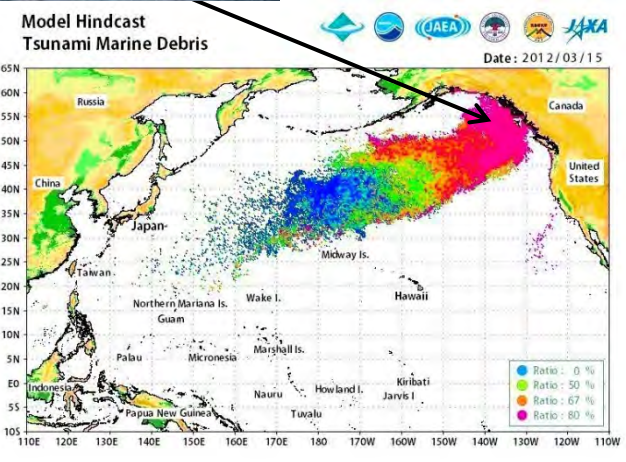 Model Hindcast
Tsunami Marine Debris
JAEA
JAXA
Date: 2012/03/15
65N
60N
55N
50N
45N
40N
35N
30N
25N
20N
15N
10N
5N
EQ
5S
10S
Russia
Canada
China
United
States
Japan
Midway Is.
Taiwan
Hawaii
Northern Mariana Is.
Wake I.
Guam
Palau
Micronesia
Marshall Is.
Indonesia
Nauru
Howland I.
Kiribati
Jarvis I
Papua New Guinea
Tuvalu
Ratio: 0 %
Ratio: 50 %
Ratio: 67 %
Ratio: 80 %
110E 120E 130E 140E 150E 160E 170E 180 170W 160W 150W 140W 130W 120W 110W